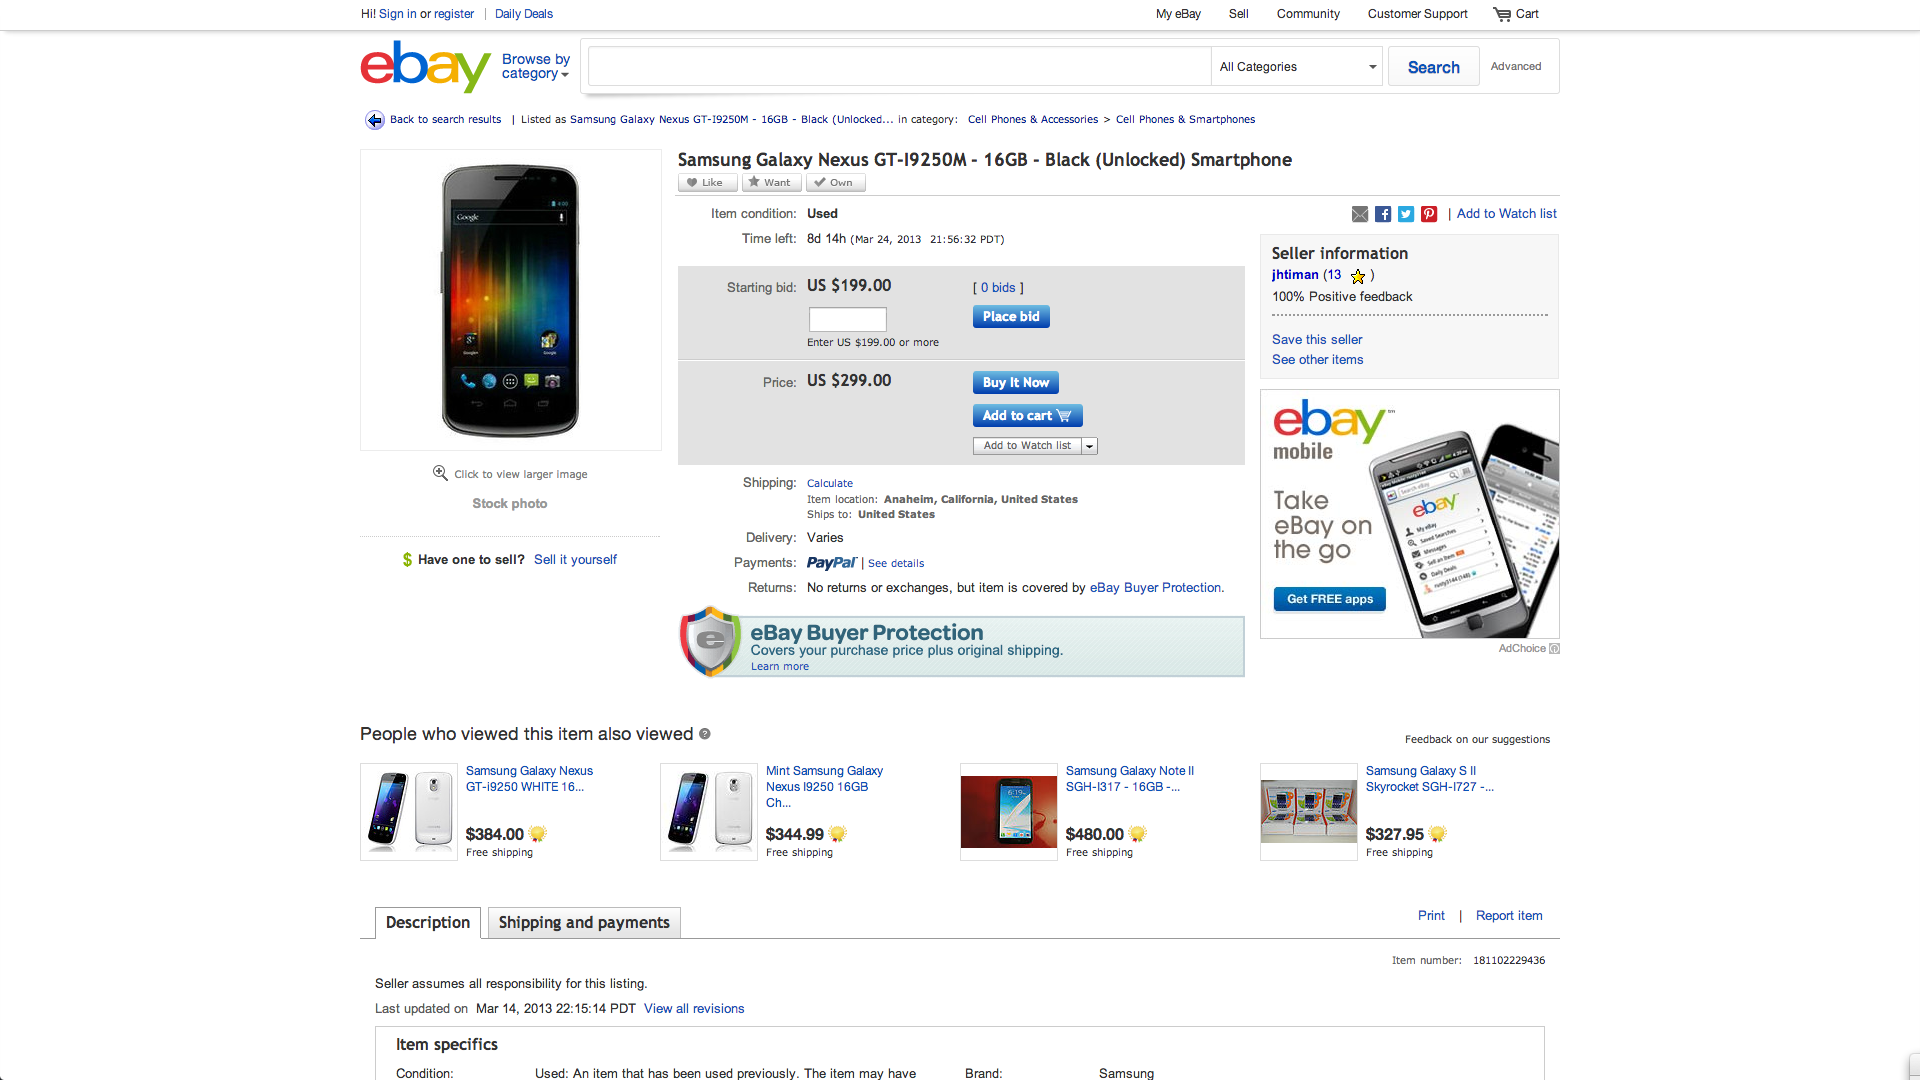 Hi! Sign in or register | Daily Deals
My eBay Sell Community Customer Support Cart
ebay
Browse by
category
All Categories
Search
Advanced
Back to search results | Listed as Samsung Galaxy Nexus GT-I9250M - 16GB - Black (Unlocked... in category: Cell Phones & Accessories > Cell Phones & Smartphones
Samsung Galaxy Nexus GT-I9250M - 16GB - Black (Unlocked) Smartphone
Like Want Own
Google
Click to view larger image
Stock photo
$ Have one to sell? Sell it yourself
Item condition: Used
Time left: 8d 14h (Mar 24, 2013 21:56:32 PDT)
Starting bid: US $199.00 [ 0 bids ]
Place bid
Enter US $199.00 or more
Price: US $299.00
Buy It Now
Add to cart
Add to Watch list
Shipping: Calculate
Item location: Anaheim, California, United States
Ships to: United States
Delivery: Varies
Payments: PayPal | See details
Returns: No returns or exchanges, but item is covered by eBay Buyer Protection.
eBay Buyer Protection
Covers your purchase price plus original shipping.
Learn more
| Add to Watch list
Seller information
jhtiman (13 )
100% Positive feedback
Save this seller
See other items
ebay™
mobile
Take
eBay on
the go
Get FREE apps
ebay
My eBay
Saved Searches
Messages
Sell an Item
Daily Deals
AdChoice
People who viewed this item also viewed
Feedback on our suggestions
Samsung Galaxy Nexus
GT-i9250 WHITE 16...
$384.00
Free shipping
Mint Samsung Galaxy
Nexus I9250 16GB
Ch...
$344.99
Free shipping
Samsung Galaxy Note II
SGH-I317 - 16GB -...
$480.00
Free shipping
Samsung Galaxy S II
Skyrocket SGH-I727 -...
$327.95
Free shipping
Description
Shipping and payments
Print | Report item
Item number: 181102229436
Seller assumes all responsibility for this listing.
Last updated on Mar 14, 2013 22:15:14 PDT View all revisions
Item specifics
Condition: Used: An item that has been used previously. The item may have
Brand: Samsung